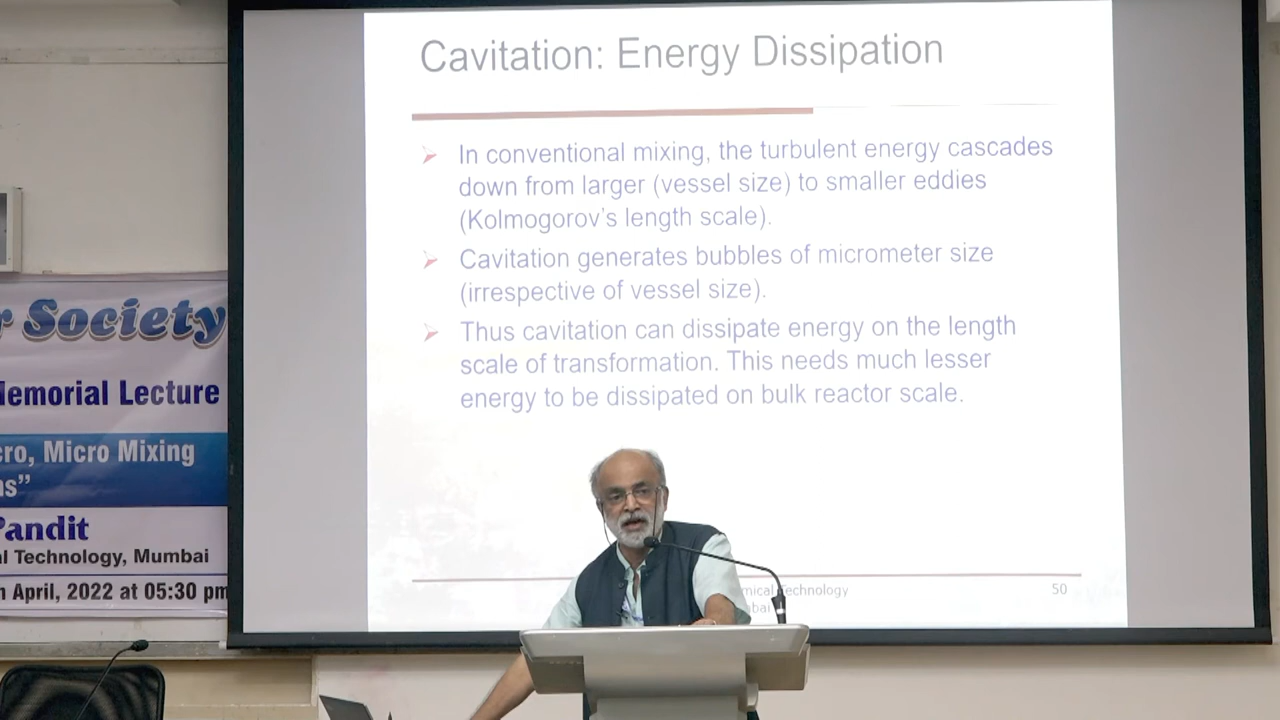 Cavitation: Energy Dissipation
In conventional mixing, the turbulent energy cascades
down from larger (vessel size) to smaller eddies
(Kolmogorov's length scale).
Cavitation generates bubbles of micrometer size
(irrespective of vessel size).
Thus cavitation can dissipate energy on the length
scale of transformation. This needs much lesser
energy to be dissipated on bulk reactor scale.
Technology
50
Society
Memorial Lecture
Micro Mixing
Pandit
Technology, Mumbai
April, 2022 at 05:30 pm